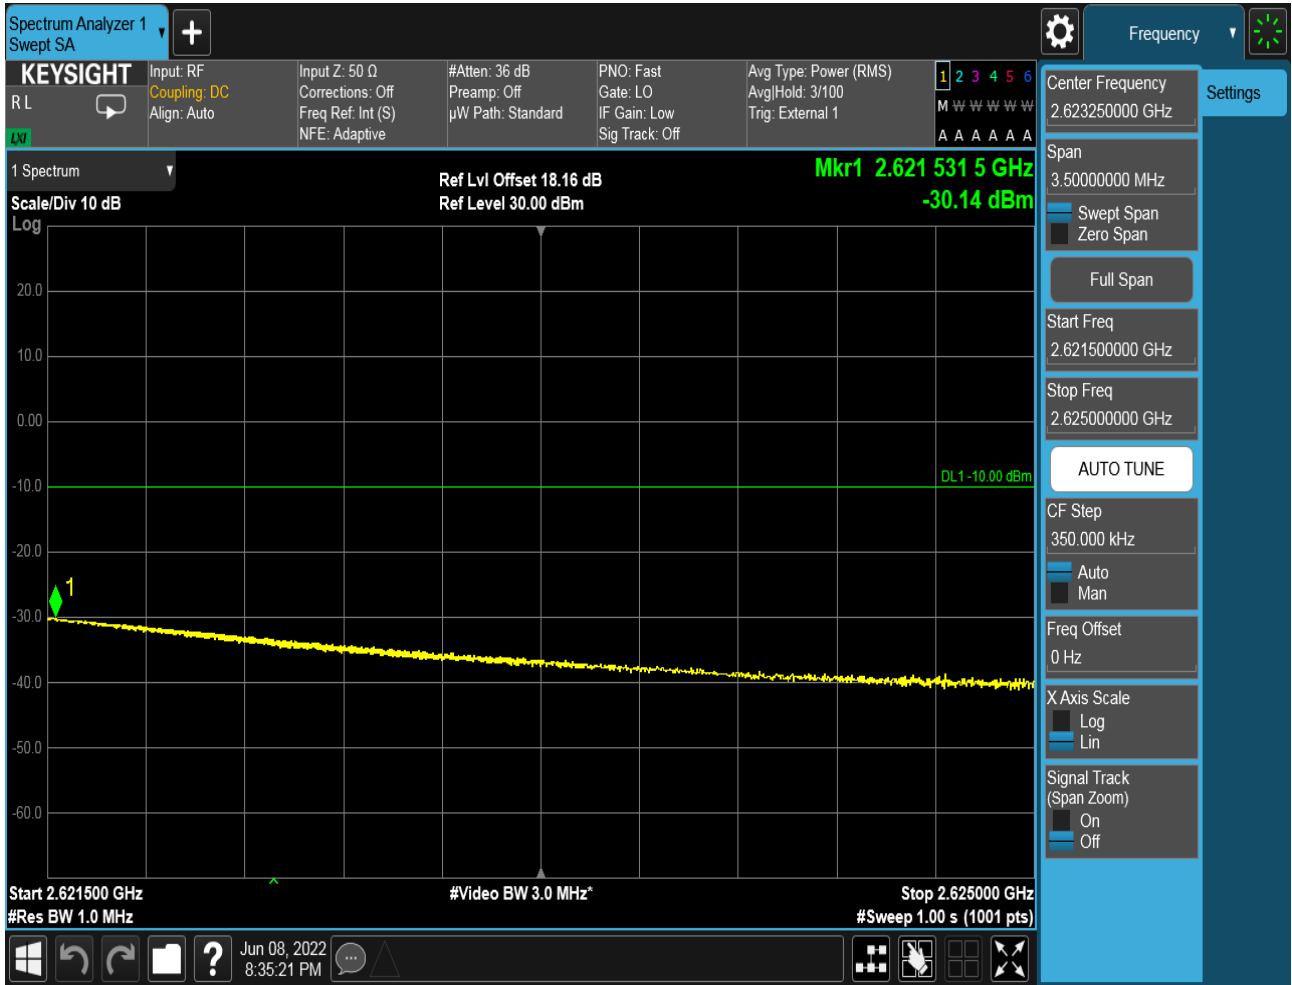 Spectrum Analyzer 1
Swept SA
Frequency
KEYSIGHT
R L
LXI
Input: RF
Coupling: DC
Align: Auto
Input Z: 50 Ω
Corrections: Off
Freq Ref: Int (S)
NFE: Adaptive
#Atten: 36 dB
Preamp: Off
µW Path: Standard
PNO: Fast
Gate: LO
IF Gain: Low
Sig Track: Off
Avg Type: Power (RMS)
Avg|Hold: 3/100
Trig: External 1
1 2 3 4 5 6
M W W W W W
A A A A A A
1 Spectrum
Scale/Div 10 dB
Log
Ref Lvl Offset 18.16 dB
Ref Level 30.00 dBm
Mkr1 2.621 531 5 GHz
-30.14 dBm
20.0
10.0
0.00
-10.0
-20.0
-30.0
-40.0
-50.0
-60.0
DL1 -10.00 dBm
1
Start 2.621500 GHz
#Res BW 1.0 MHz
#Video BW 3.0 MHz*
Stop 2.625000 GHz
#Sweep 1.00 s (1001 pts)
Jun 08, 2022
8:35:21 PM
Center Frequency
2.623250000 GHz
Span
3.50000000 MHz
Swept Span
Zero Span
Full Span
Start Freq
2.621500000 GHz
Stop Freq
2.625000000 GHz
AUTO TUNE
CF Step
350.000 kHz
Auto
Man
Freq Offset
0 Hz
X Axis Scale
Log
Lin
Signal Track
(Span Zoom)
On
Off
Settings